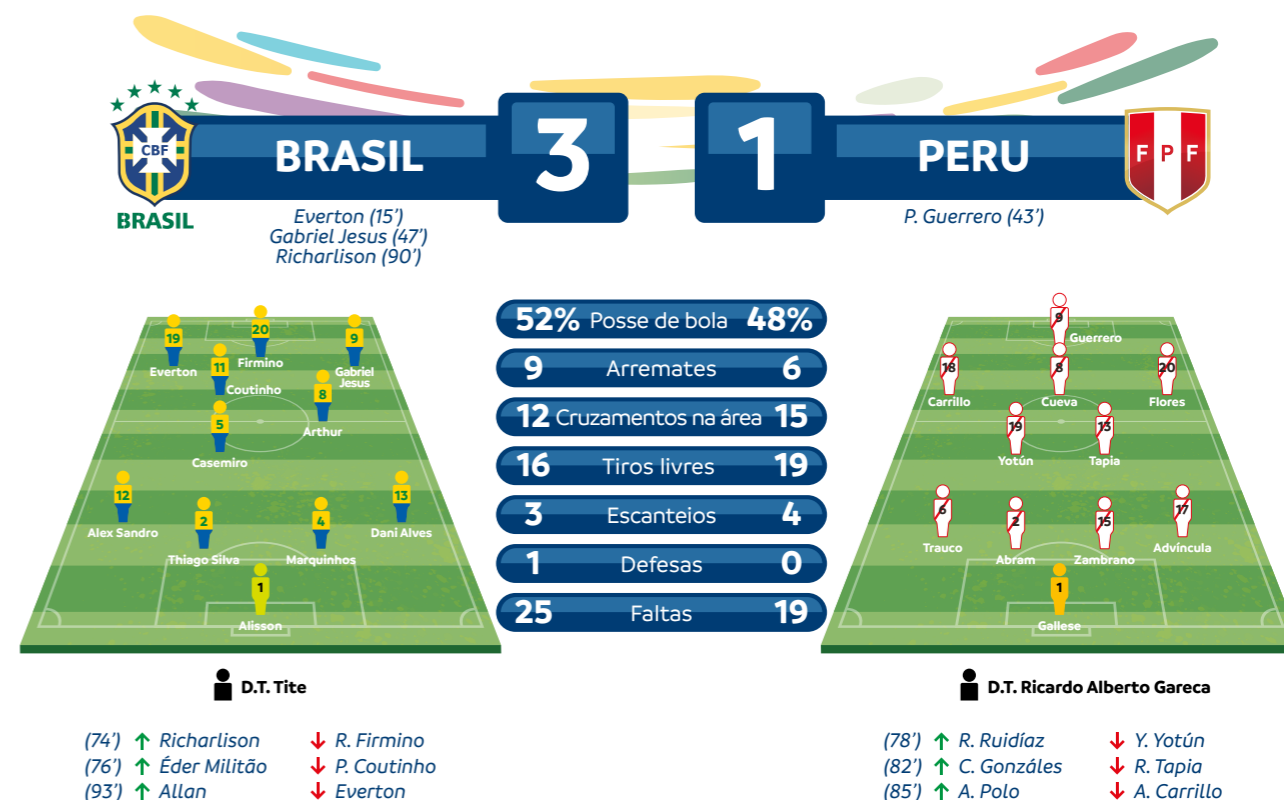 BRASIL 3 1 PERU
CBF
BRASIL
F P F
Everton (15’)
Gabriel Jesus (47’)
Richarlison (90’)
P. Guerrero (43’)
52% Posse de bola 48%
9 Arremates 6
12 Cruzamentos na área 15
16 Tiros livres 19
3 Escanteios 4
1 Defesas 0
25 Faltas 19
19 Everton
20 Firmino
9 Gabriel
Jesus
11 Coutinho
8 Arthur
5 Casemiro
12 Alex Sandro
2 Thiago Silva
4 Marquinhos
13 Dani Alves
1 Alisson
9 Guerrero
18 Carrillo
8 Cueva
20 Flores
19 Yotún
13 Tapia
6 Trauco
2 Abram
15 Zambrano
17 Advíncula
1 Gallese
D.T. Tite
(74’) ↑ Richarlison ↓ R. Firmino
(76’) ↑ Éder Militão ↓ P. Coutinho
(93’) ↑ Allan ↓ Everton
D.T. Ricardo Alberto Gareca
(78’) ↑ R. Ruidíaz ↓ Y. Yotún
(82’) ↑ C. Gonzáles ↓ R. Tapia
(85’) ↑ A. Polo ↓ A. Carrillo